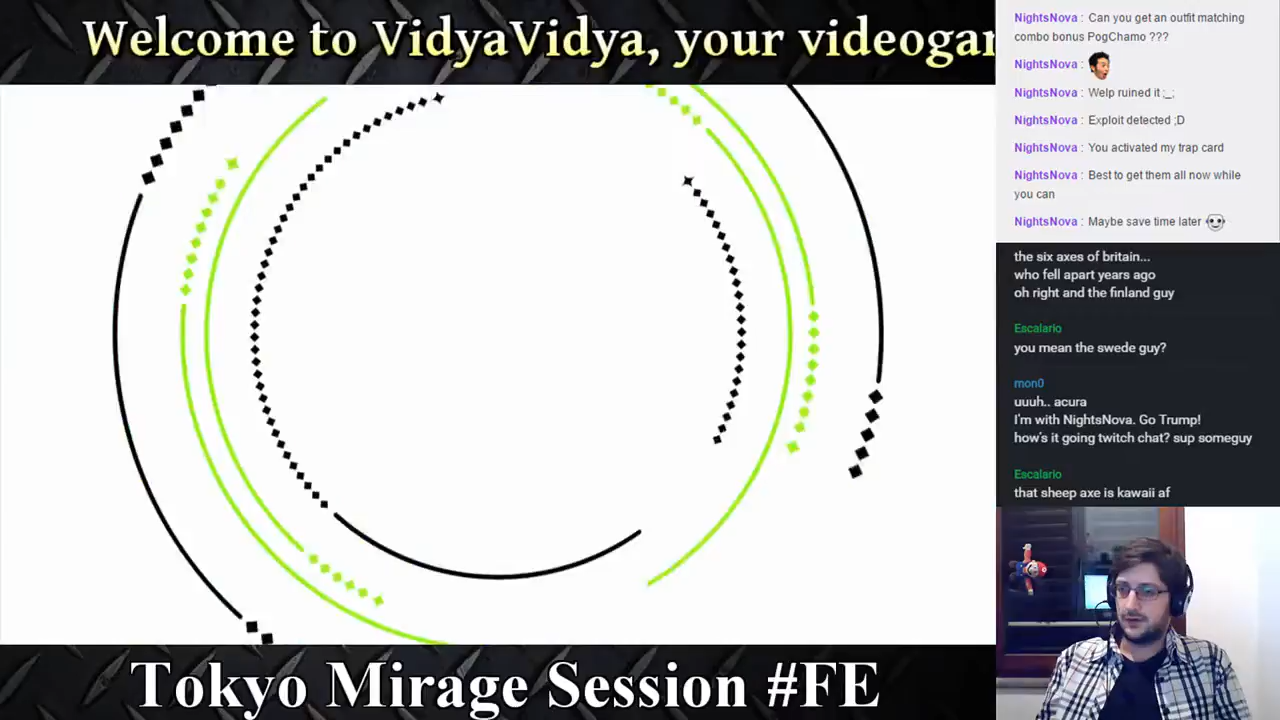 Welcome to VidyaVidya, your videogar
NightsNova : Can you get an outfit matching
combo bonus PogChamo ???
NightsNova :
NightsNova : Welp ruined it ;_;
NightsNova : Exploit detected ;D
NightsNova : You activated my trap card
NightsNova : Best to get them all now while
you can
NightsNova : Maybe save time later
the six axes of britain...
who fell apart years ago
oh right and the finland guy
Escalario
you mean the swede guy?
mon0
uuuh.. acura
I'm with NightsNova. Go Trump!
how's it going twitch chat? sup someguy
Escalario
that sheep axe is kawaii af
Tokyo Mirage Session #FE